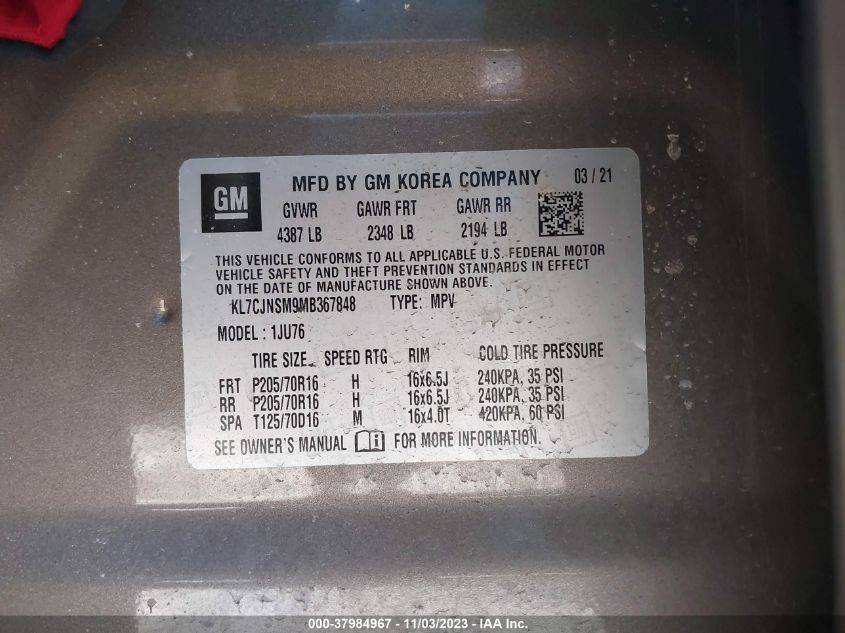 GM MFD BY GM KOREA COMPANY 03 / 21
GVWR GAWR FRT GAWR RR
4387 LB 2348 LB 2194 LB
THIS VEHICLE CONFORMS TO ALL APPLICABLE U.S. FEDERAL MOTOR
VEHICLE SAFETY AND THEFT PREVENTION STANDARDS IN EFFECT
ON THE DATE OF MANUFACTURE SHOWN ABOVE.
KL7CJNSM9MB367848 TYPE: MPV
MODEL : 1JU76
TIRE SIZE SPEED RTG RIM COLD TIRE PRESSURE
FRT P205/70R16 H 16x6.5J 240KPA, 35 PSI
RR P205/70R16 H 16x6.5J 240KPA, 35 PSI
SPA T125/70D16 M 16x4.0T 420KPA, 60 PSI
SEE OWNER'S MANUAL FOR MORE INFORMATION.
000-37984967 - 11/03/2023 - IAA Inc.